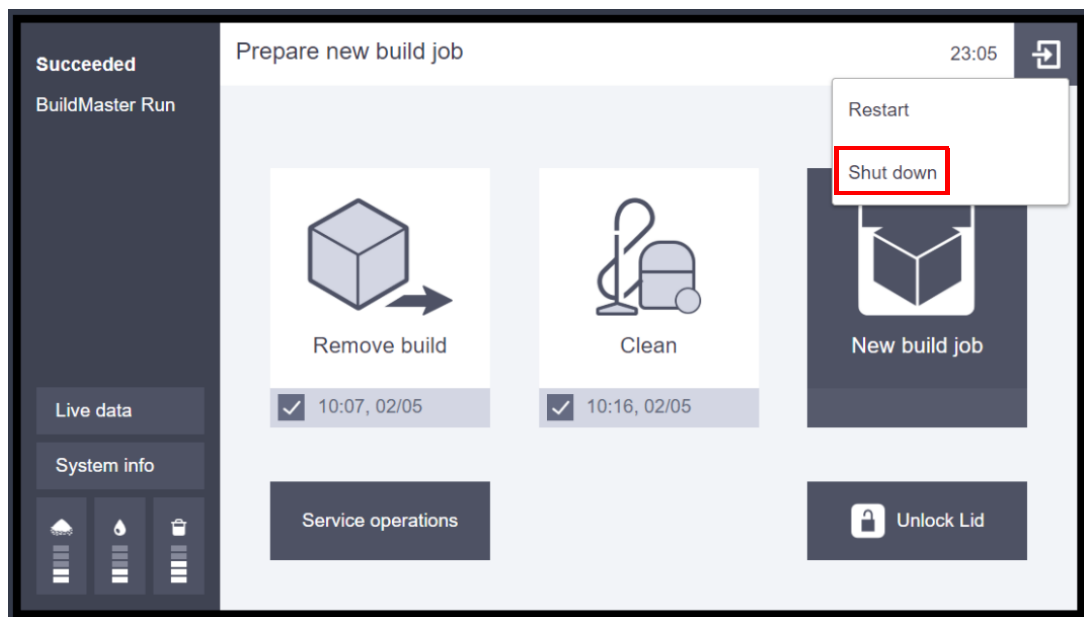 Succeeded
BuildMaster Run
Prepare new build job
23:05
Restart
Shut down
Remove build
10:07, 02/05
Clean
10:16, 02/05
New build job
Live data
System info
Service operations
Unlock Lid